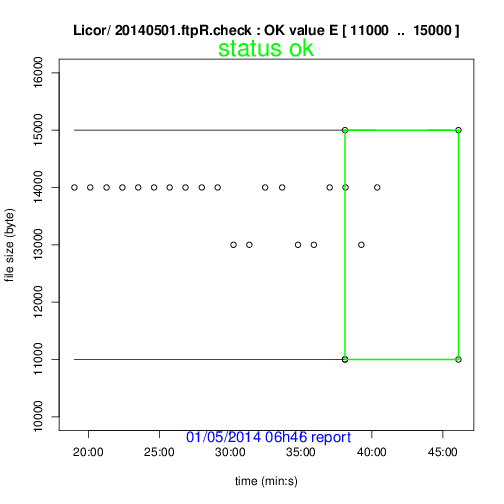 Licor/ 20140501.ftpR.check : OK value E [ 11000 .. 15000 ]
status ok
16000
15000
14000
13000
12000
11000
10000
file size (byte)
01/05/2014 06h46 report
20:00 25:00 30:00 35:00 40:00 45:00
time (min:s)